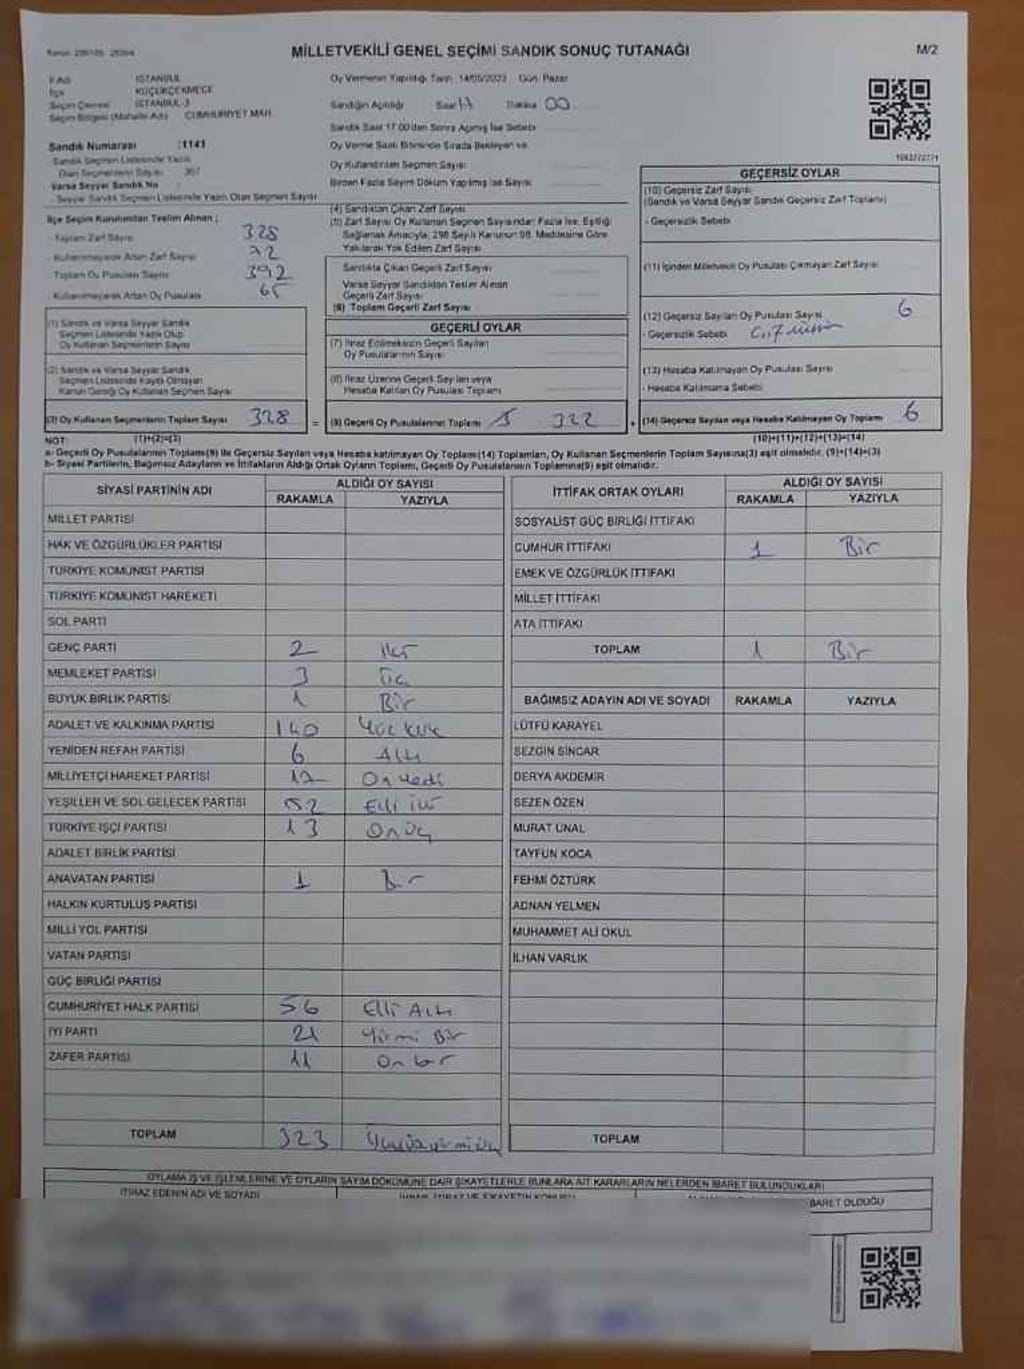 MİLLETVEKİLİ GENEL SEÇİMİ SANDIK SONUÇ TUTANAĞI
M/2
İl Adı İSTANBUL
İlçe KÜÇÜKÇEKMECE
Seçim Çevresi İSTANBUL-3
Seçim Bölgesi (Mahalle Adı) CUMHURİYET MAH.
Oy Vermenin Yapıldığı Tarih: 14/05/2023 Gün: Pazar
Sandığın Açıldığı Saat Dakika 00
Sandık Saat 17:00'den Sonra Açılmış İse Sebebi
Oy Verme Saati Bitiminde Sırada Bekleyen ve
Oy Kullandırılan Seçmen Sayısı
Birden Fazla Sayım Döküm Yapılmış İse Sayısı
Sandık Numarası :1141
Sandık Seçmen Listesinde Yazılı
Olan Seçmenlerin Sayısı
Varsa Seyyar Sandık No
Seyyar Sandık Seçmen Listesinde Yazılı Olan Seçmen Sayısı
İlçe Seçim Kurulundan Teslim Alınan :
- Toplam Zarf Sayısı 328
- Kullanılmayarak Artan Zarf Sayısı
- Toplam Oy Pusulası Sayısı 392
- Kullanılmayarak Artan Oy Pusulası 65
(1) Sandık ve Varsa Seyyar Sandık
Seçmen Listesinde Yazılı Olup
Oy Kullanan Seçmenlerin Sayısı
(2) Sandık ve Varsa Seyyar Sandık
Seçmen Listesinde Kayıtlı Olmayan
Kanun Gereği Oy Kullanan Seçmen Sayısı
(3) Oy Kullanan Seçmenlerin Toplam Sayısı 328
(1)+(2)=(3)
(4) Sandıktan Çıkan Zarf Sayısı
(5) Zarf Sayısı Oy Kullanan Seçmen Sayısından Fazla İse, Eşitliği
Sağlamak Amacıyla, 298 Sayılı Kanunun 98. Maddesine Göre
Yakılarak Yok Edilen Zarf Sayısı
Sandıkta Çıkan Geçerli Zarf Sayısı
Varsa Seyyar Sandıktan Teslim Alınan
Geçerli Zarf Sayısı
(6) Toplam Geçerli Zarf Sayısı
GEÇERLİ OYLAR
(7) İtiraz Edilmeksizin Geçerli Sayılan
Oy Pusulalarının Sayısı
(8) İtiraz Üzerine Geçerli Sayılan veya
Hesaba Katılan Oy Pusulası Toplamı
= (9) Geçerli Oy Pusulalarının Toplamı 322
GEÇERSİZ OYLAR
(10) Geçersiz Zarf Sayısı
(Sandık ve Varsa Seyyar Sandık Geçersiz Zarf Toplamı)
- Geçersizlik Sebebi
(11) İçinden Milletvekili Oy Pusulası Çıkmayan Zarf Sayısı
(12) Geçersiz Sayılan Oy Pusulası Sayısı 6
- Geçersizlik Sebebi
(13) Hesaba Katılmayan Oy Pusulası Sayısı
- Hesaba Katılmama Sebebi
+ (14) Geçersiz Sayılan veya Hesaba Katılmayan Oy Toplamı 6
(10)+(11)+(12)+(13)=(14)
NOT:
a- Geçerli Oy Pusulalarının Toplamı(9) ile Geçersiz Sayılan veya Hesaba katılmayan Oy Toplamı(14) Toplamları, Oy Kullanan Seçmenlerin Toplam Sayısına(3) eşit olmalıdır. (9)+(14)=(3)
b- Siyasi Partilerin, Bağımsız Adayların ve İttifakların Aldığı Ortak Oyların Toplamı, Geçerli Oy Pusulalarının Toplamına(9) eşit olmalıdır.
SİYASİ PARTİNİN ADI ALDIĞI OY SAYISI
RAKAMLA YAZIYLA
MİLLET PARTİSİ
HAK VE ÖZGÜRLÜKLER PARTİSİ
TÜRKİYE KOMÜNİST PARTİSİ
TÜRKİYE KOMÜNİST HAREKETİ
SOL PARTİ
GENÇ PARTİ 2 İki
MEMLEKET PARTİSİ 3 Üç
BÜYÜK BİRLİK PARTİSİ 1 Bir
ADALET VE KALKINMA PARTİSİ 140 Yüz kırk
YENİDEN REFAH PARTİSİ 6 Altı
MİLLİYETÇİ HAREKET PARTİSİ 17 On yedi
YEŞİLLER VE SOL GELECEK PARTİSİ 52 Elli iki
TÜRKİYE İŞÇİ PARTİSİ 13 On üç
ADALET BİRLİK PARTİSİ
ANAVATAN PARTİSİ 1 Bir
HALKIN KURTULUŞ PARTİSİ
MİLLİ YOL PARTİSİ
VATAN PARTİSİ
GÜÇ BİRLİĞİ PARTİSİ
CUMHURİYET HALK PARTİSİ 56 Elli Altı
İYİ PARTİ 21 Yirmi Bir
ZAFER PARTİSİ 11 On bir
TOPLAM 323
İTTİFAK ORTAK OYLARI ALDIĞI OY SAYISI
RAKAMLA YAZIYLA
SOSYALİST GÜÇ BİRLİĞİ İTTİFAKI
CUMHUR İTTİFAKI 1 Bir
EMEK VE ÖZGÜRLÜK İTTİFAKI
MİLLET İTTİFAKI
ATA İTTİFAKI
TOPLAM 1 Bir
BAĞIMSIZ ADAYIN ADI VE SOYADI RAKAMLA YAZIYLA
LÜTFÜ KARAYEL
SEZGİN SİNCAR
DERYA AKDEMİR
SEZEN ÖZEN
MURAT ÜNAL
TAYFUN KOCA
FEHMİ ÖZTÜRK
ADNAN YELMEN
MUHAMMET ALİ OKUL
İLHAN VARLIK
TOPLAM
OYLAMA İŞ VE İŞLEMLERİNE VE OYLARIN SAYIM DÖKÜMÜNE DAİR ŞİKAYETLERLE BUNLARA AİT KARARLARIN NELERDEN İBARET BULUNDUKLARI
İTİRAZ EDENİN ADI VE SOYADI
BARET OLDUĞU